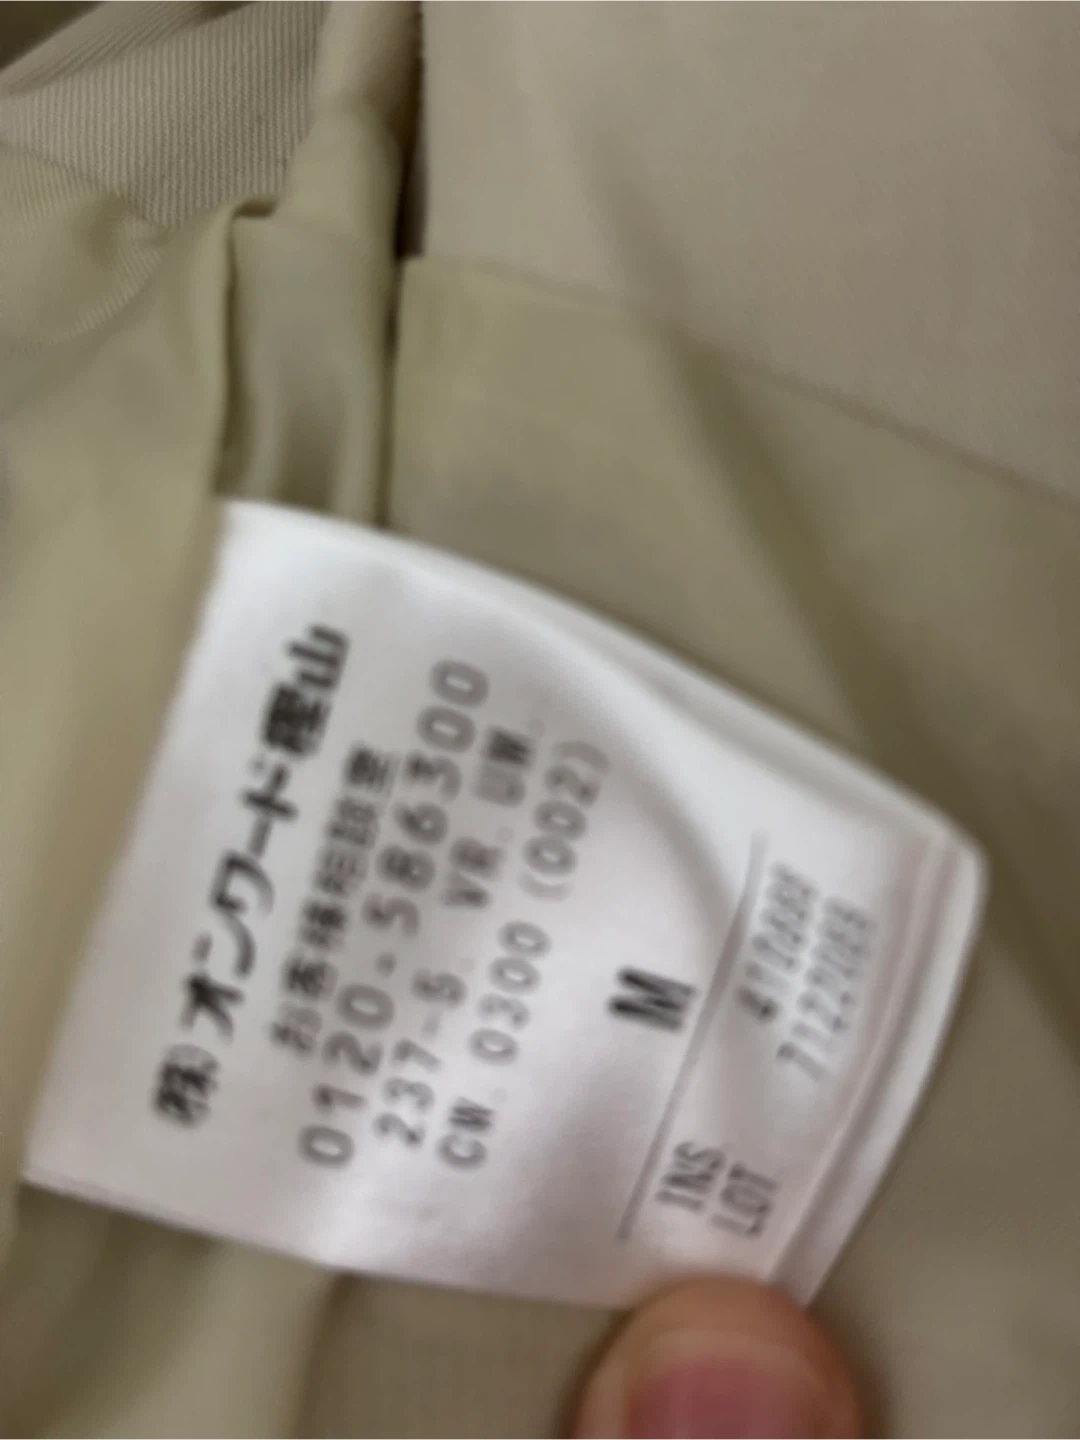 ㈱オンワード樫山
お客様相談室
0120-586300
237-5 VR UW.
CW. 0300 (002)
M
INS
LOT